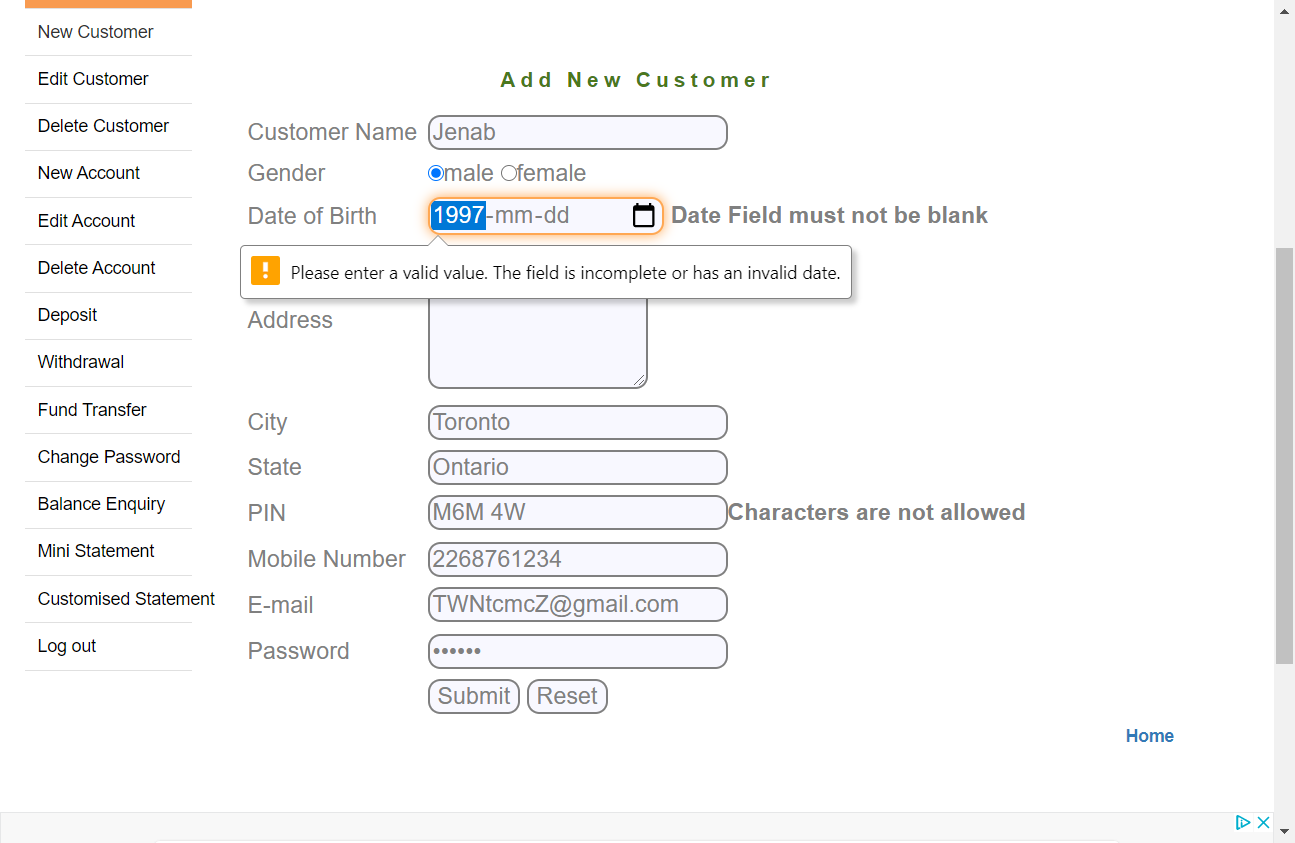 New Customer
Edit Customer
Delete Customer
New Account
Edit Account
Delete Account
Deposit
Withdrawal
Fund Transfer
Change Password
Balance Enquiry
Mini Statement
Customised Statement
Log out
Add New Customer
Customer Name Jenab
Gender male female
Date of Birth 1997-mm-dd Date Field must not be blank
! Please enter a valid value. The field is incomplete or has an invalid date.
Address
City Toronto
State Ontario
PIN M6M 4W Characters are not allowed
Mobile Number 2268761234
E-mail TWNtcmcZ@gmail.com
Password ••••••
Submit Reset
Home